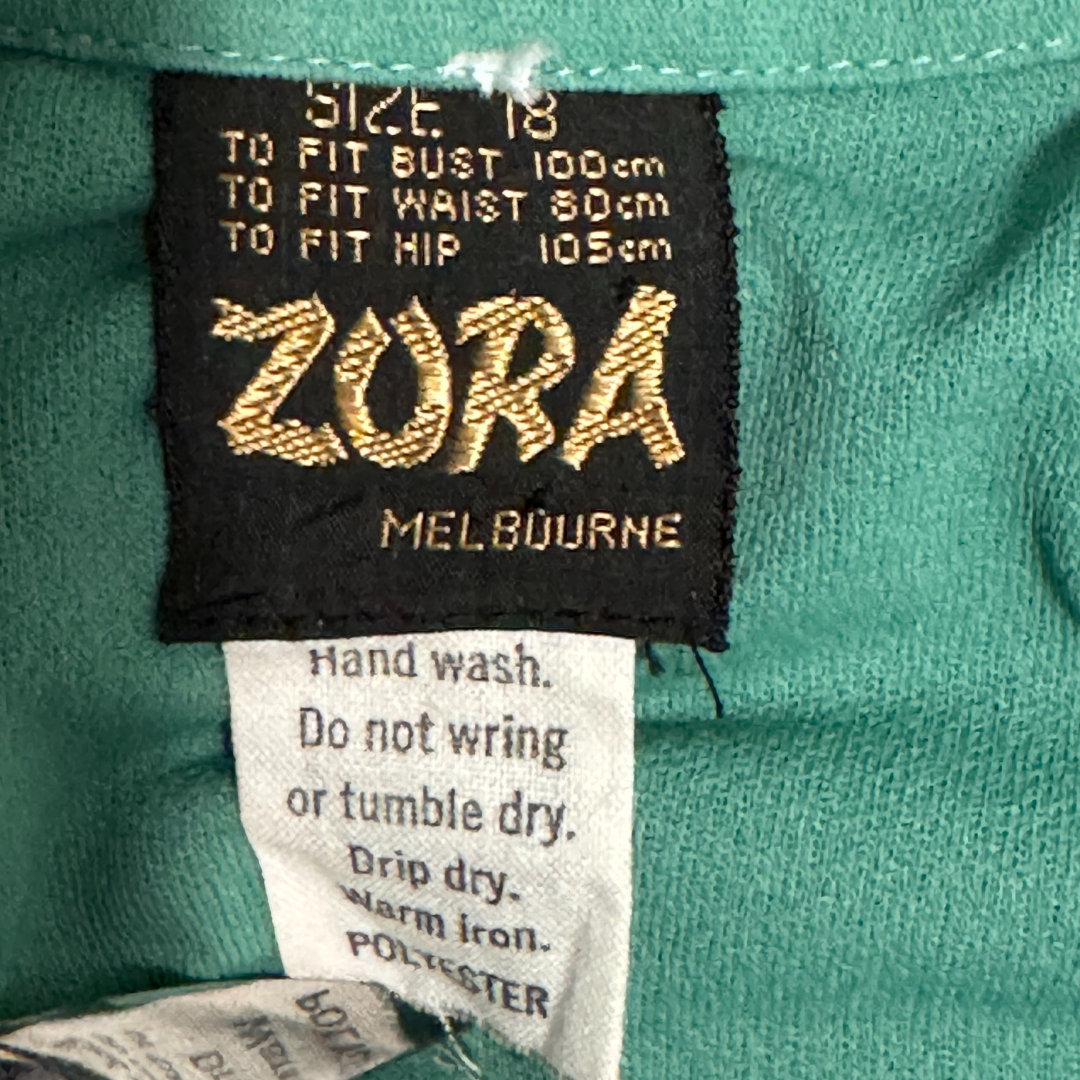 SIZE 18
TO FIT BUST 100cm
TO FIT WAIST 80cm
TO FIT HIP 105cm
ZORA
MELBOURNE
Hand wash.
Do not wring
or tumble dry.
Drip dry.
Warm iron.
POLYESTER